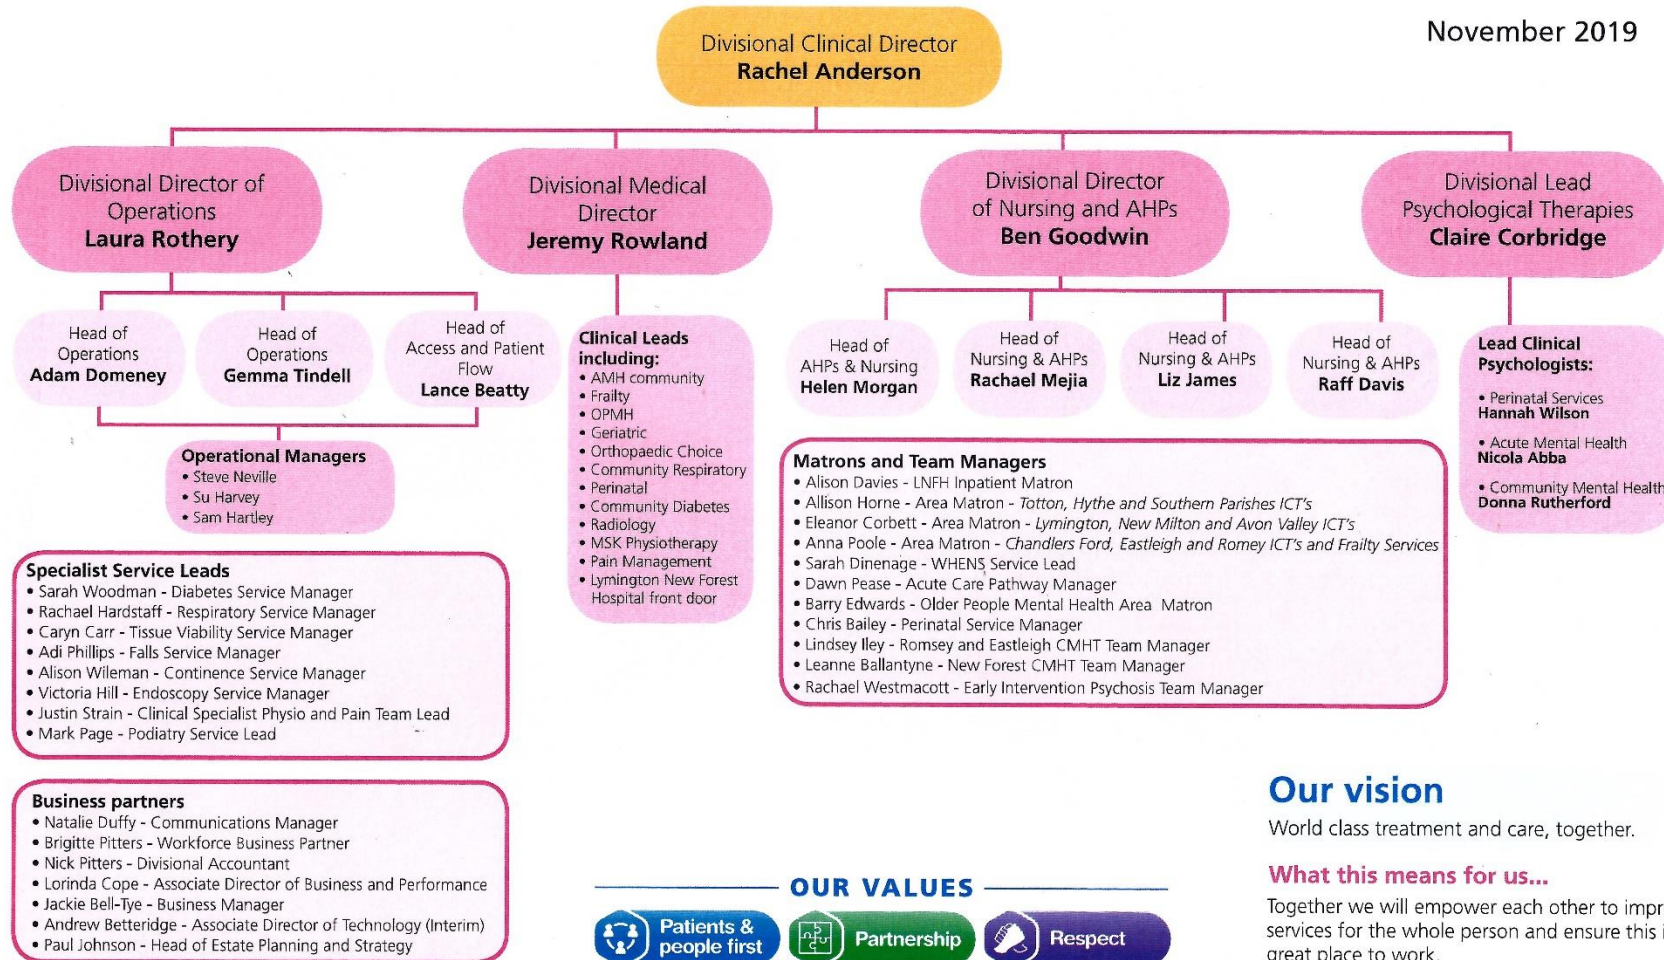 November 2019
Divisional Clinical Director
Rachel Anderson
Divisional Director of
Operations
Laura Rothery
Divisional Medical
Director
Jeremy Rowland
Divisional Director
of Nursing and AHPs
Ben Goodwin
Divisional Lead
Psychological Therapies
Claire Corbridge
Head of
Operations
Adam Domeney
Head of
Operations
Gemma Tindell
Head of
Access and Patient
Flow
Lance Beatty
Operational Managers
• Steve Neville
• Su Harvey
• Sam Hartley
Clinical Leads
including:
• AMH community
• Frailty
• OPMH
• Geriatric
• Orthopaedic Choice
• Community Respiratory
• Perinatal
• Community Diabetes
• Radiology
• MSK Physiotherapy
• Pain Management
• Lymington New Forest
Hospital front door
Head of
AHPs & Nursing
Helen Morgan
Head of
Nursing & AHPs
Rachael Mejia
Head of
Nursing & AHPs
Liz James
Head of
Nursing & AHPs
Raff Davis
Lead Clinical
Psychologists:
• Perinatal Services
Hannah Wilson
• Acute Mental Health
Nicola Abba
• Community Mental Health
Donna Rutherford
Matrons and Team Managers
• Alison Davies - LNFH Inpatient Matron
• Allison Horne - Area Matron - Totton, Hythe and Southern Parishes ICT's
• Eleanor Corbett - Area Matron - Lymington, New Milton and Avon Valley ICT's
• Anna Poole - Area Matron - Chandlers Ford, Eastleigh and Romey ICT's and Frailty Services
• Sarah Dinenage - WHENS Service Lead
• Dawn Pease - Acute Care Pathway Manager
• Barry Edwards - Older People Mental Health Area Matron
• Chris Bailey - Perinatal Service Manager
• Lindsey Iley - Romsey and Eastleigh CMHT Team Manager
• Leanne Ballantyne - New Forest CMHT Team Manager
• Rachael Westmacott - Early Intervention Psychosis Team Manager
Specialist Service Leads
• Sarah Woodman - Diabetes Service Manager
• Rachael Hardstaff - Respiratory Service Manager
• Caryn Carr - Tissue Viability Service Manager
• Adi Phillips - Falls Service Manager
• Alison Wileman - Continence Service Manager
• Victoria Hill - Endoscopy Service Manager
• Justin Strain - Clinical Specialist Physio and Pain Team Lead
• Mark Page - Podiatry Service Lead
Business partners
• Natalie Duffy - Communications Manager
• Brigitte Pitters - Workforce Business Partner
• Nick Pitters - Divisional Accountant
• Lorinda Cope - Associate Director of Business and Performance
• Jackie Bell-Tye - Business Manager
• Andrew Betteridge - Associate Director of Technology (Interim)
• Paul Johnson - Head of Estate Planning and Strategy
OUR VALUES
Patients &
people first
Partnership
Respect
Our vision
World class treatment and care, together.
What this means for us...
Together we will empower each other to impr
services for the whole person and ensure this i
great place to work.